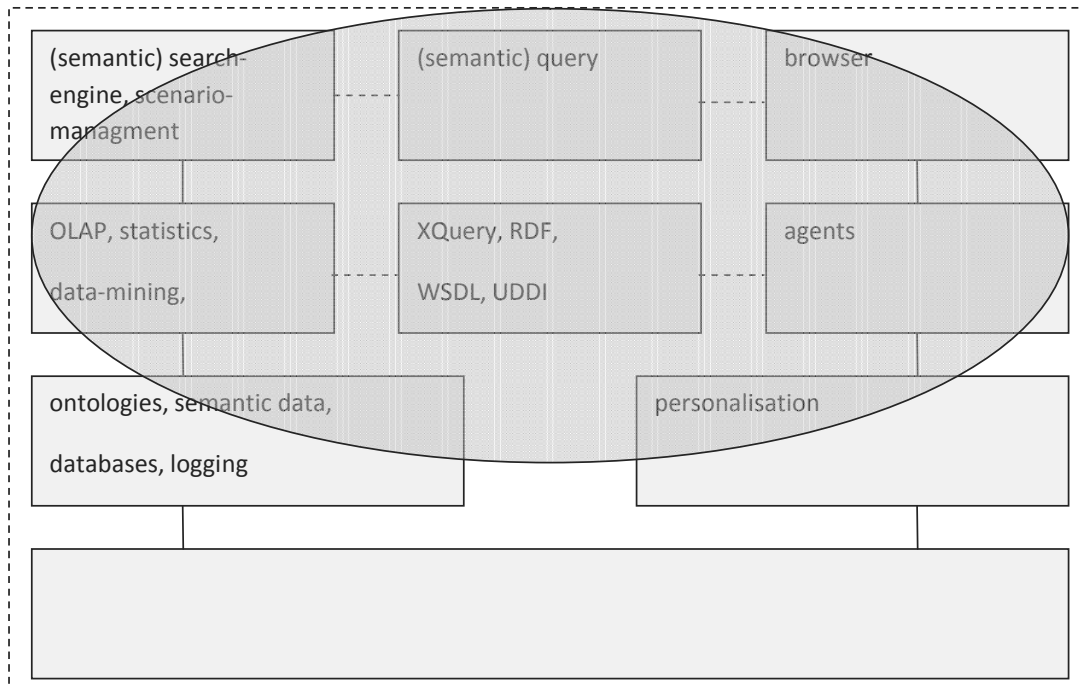 (semantic) search-
engine, scenario-
managment
(semantic) query
browser
OLAP, statistics,
data-mining,
XQuery, RDF,
WSDL, UDDI
agents
ontologies, semantic data,
databases, logging
personalisation